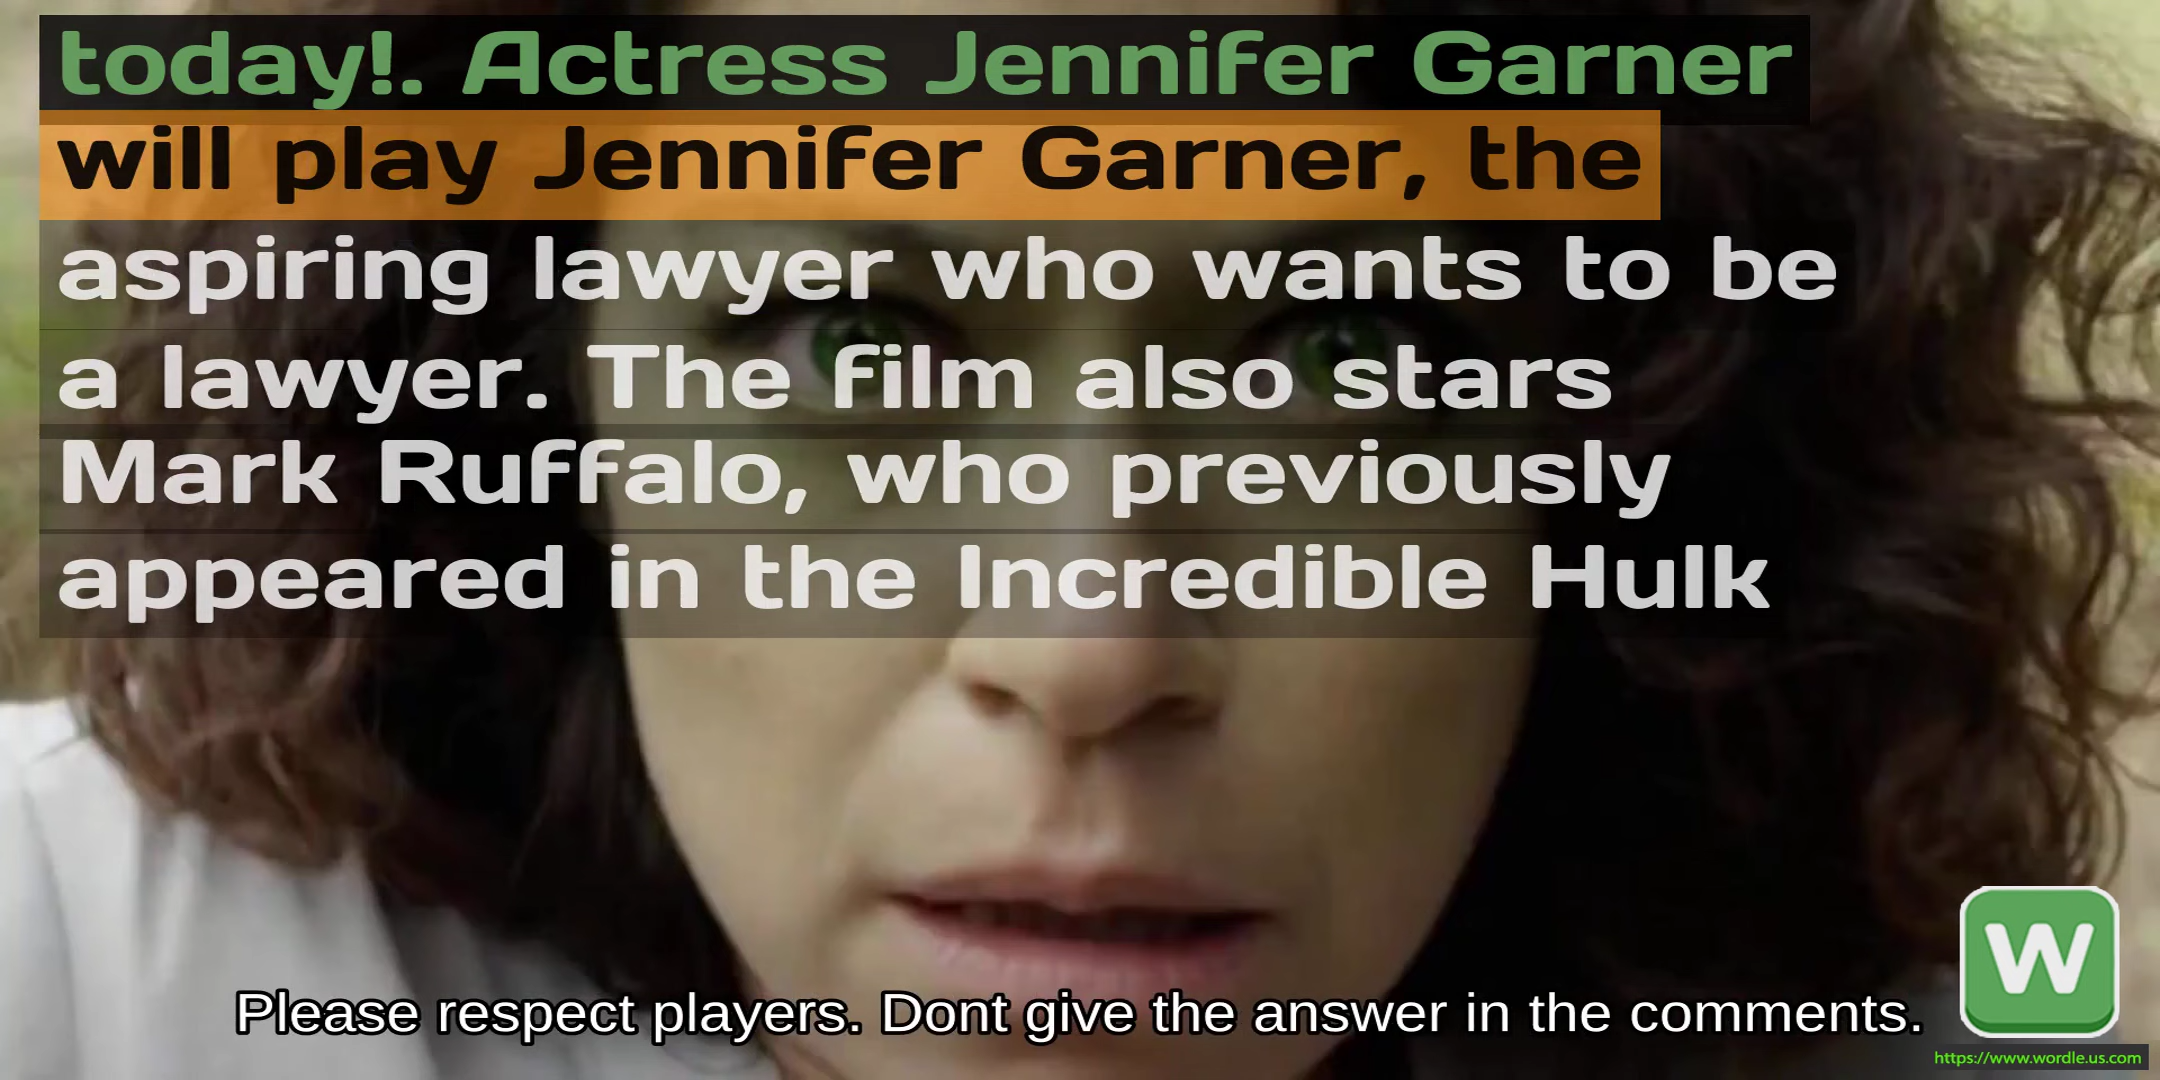 today!. Actress Jennifer Garner
will play Jennifer Garner, the
aspiring lawyer who wants to be
a lawyer. The film also stars
Mark Ruffalo, who previously
appeared in the Incredible Hulk
Please respect players. Dont give the answer in the comments.
W
https://www.wordle.us.com